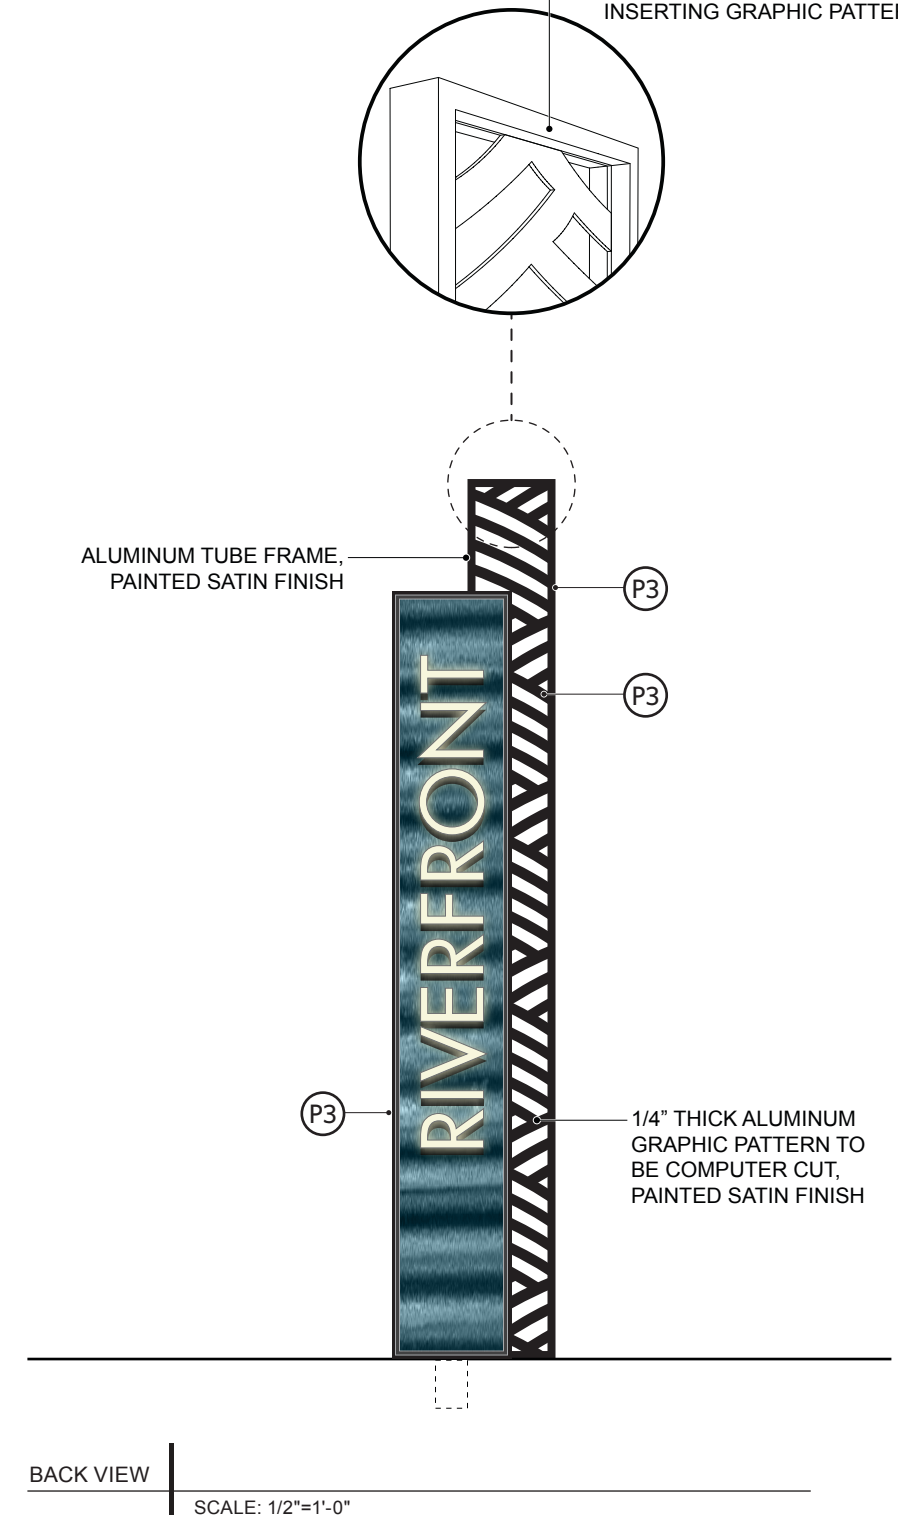 INSERTING GRAPHIC
ALUMINUM TUBE FRAME,
PAINTED SATIN FINISH
P3
P3
RIVERFRONT
P3
1/4” THICK ALUMINUM
GRAPHIC PATTERN TO
BE COMPUTER CUT,
PAINTED SATIN FINISH
BACK VIEW
SCALE: 1/2"=1'-0"